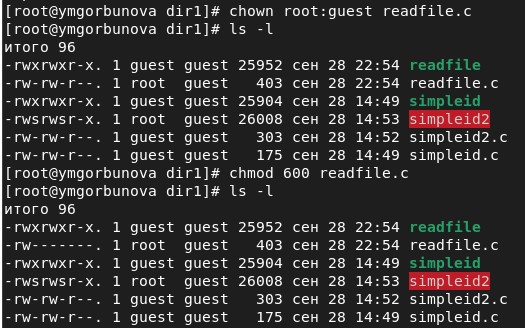 [root@ymgorbunova dir1]# chown root:guest readfile.c
[root@ymgorbunova dir1]# ls -l
итого 96
-rwxrwxr-x. 1 guest guest 25952 сен 28 22:54 readfile
-rw-rw-r--. 1 root  guest   403 сен 28 22:54 readfile.c
-rwxrwxr-x. 1 guest guest 25904 сен 28 14:49 simpleid
-rwsrwsr-x. 1 root  guest 26008 сен 28 14:53 simpleid2
-rw-rw-r--. 1 guest guest   303 сен 28 14:52 simpleid2.c
-rw-rw-r--. 1 guest guest   175 сен 28 14:49 simpleid.c
[root@ymgorbunova dir1]# chmod 600 readfile.c
[root@ymgorbunova dir1]# ls -l
итого 96
-rwxrwxr-x. 1 guest guest 25952 сен 28 22:54 readfile
-rw-------. 1 root  guest   403 сен 28 22:54 readfile.c
-rwxrwxr-x. 1 guest guest 25904 сен 28 14:49 simpleid
-rwsrwsr-x. 1 root  guest 26008 сен 28 14:53 simpleid2
-rw-rw-r--. 1 guest guest   303 сен 28 14:52 simpleid2.c
-rw-rw-r--. 1 guest guest   175 сен 28 14:49 simpleid.c